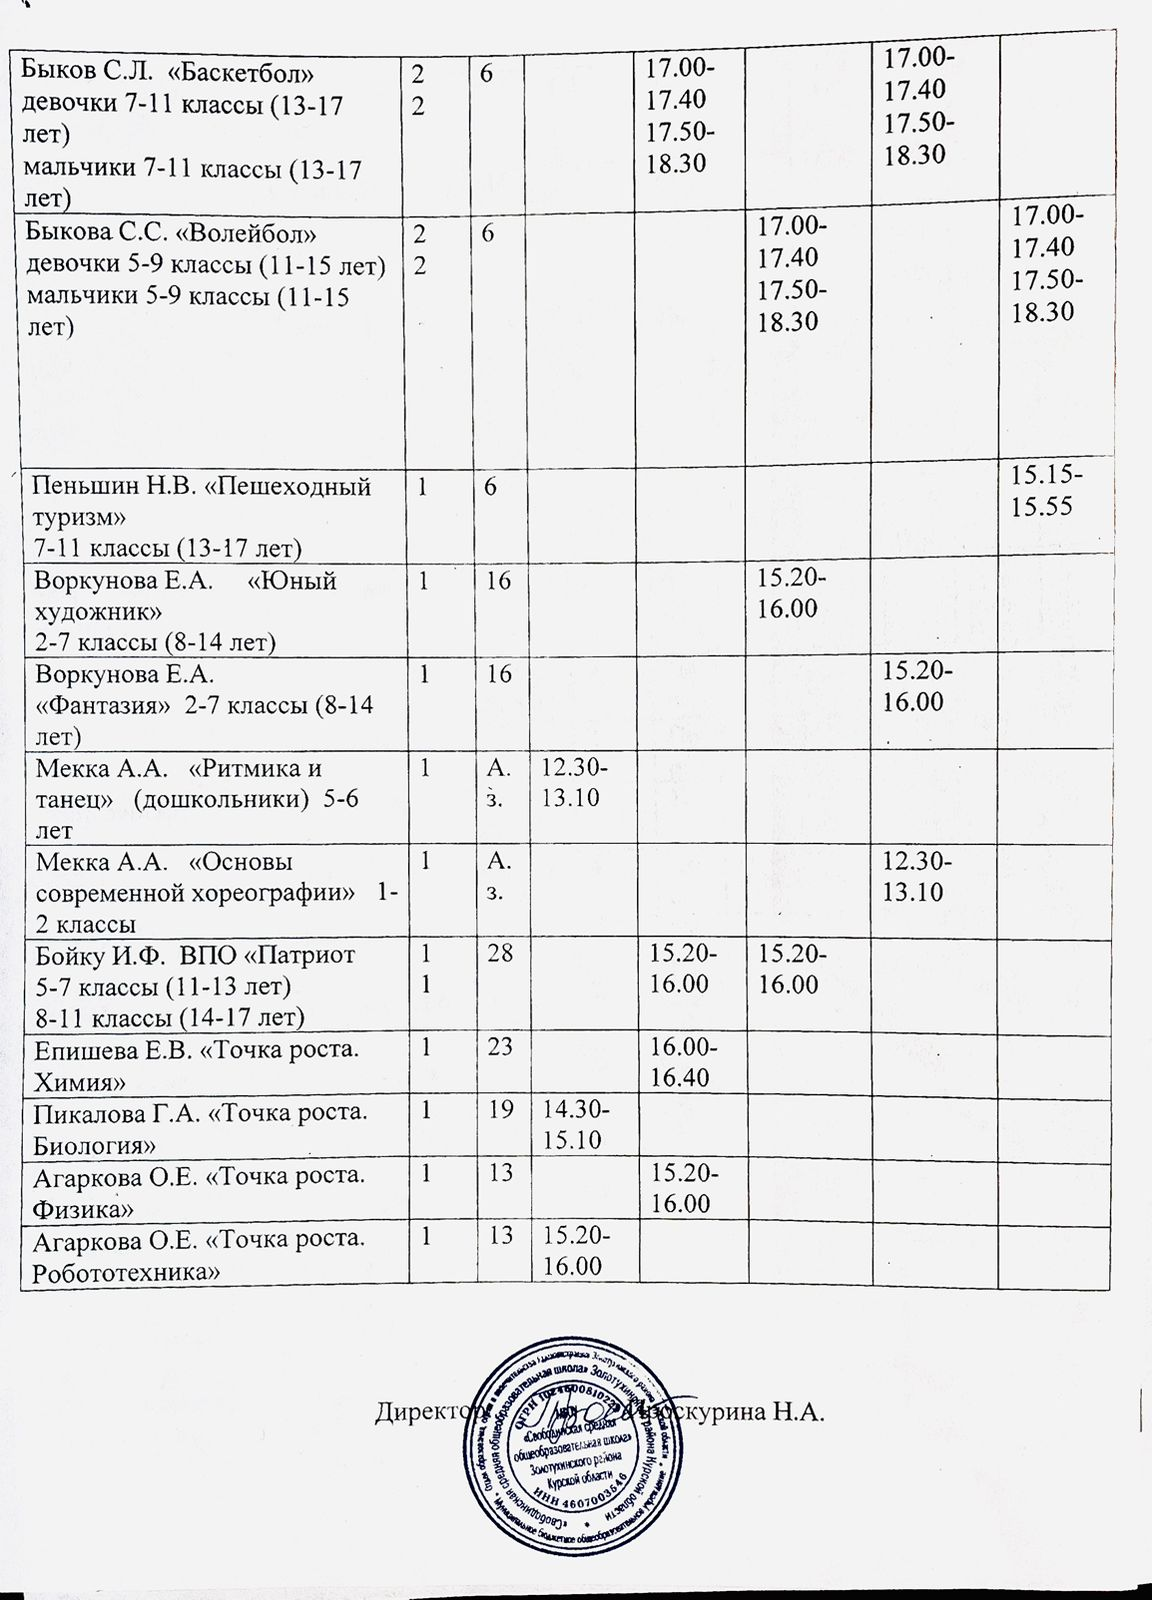 Быков С.Л. «Баскетбол»
девочки 7-11 классы (13-17
лет)
мальчики 7-11 классы (13-17
лет)
2
2
6
17.00-
17.40
17.50-
18.30
17.00-
17.40
17.50-
18.30
Быкова С.С. «Волейбол»
девочки 5-9 классы (11-15 лет)
мальчики 5-9 классы (11-15
лет)
2
2
6
17.00-
17.40
17.50-
18.30
17.00-
17.40
17.50-
18.30
Пеньшин Н.В. «Пешеходный
туризм»
7-11 классы (13-17 лет)
1
6
15.15-
15.55
Воркунова Е.А. «Юный
художник»
2-7 классы (8-14 лет)
1
16
15.20-
16.00
Воркунова Е.А.
«Фантазия» 2-7 классы (8-14
лет)
1
16
15.20-
16.00
Мекка А.А. «Ритмика и
танец» (дошкольники) 5-6
лет
1
А.
з.
12.30-
13.10
Мекка А.А. «Основы
современной хореографии» 1-
2 классы
1
А.
з.
12.30-
13.10
Бойку И.Ф. ВПО «Патриот
5-7 классы (11-13 лет)
8-11 классы (14-17 лет)
1
1
28
15.20-
16.00
15.20-
16.00
Епишева Е.В. «Точка роста.
Химия»
1
23
16.00-
16.40
Пикалова Г.А. «Точка роста.
Биология»
1
19
14.30-
15.10
Агаркова О.Е. «Точка роста.
Физика»
1
13
15.20-
16.00
Агаркова О.Е. «Точка роста.
Робототехника»
1
13
15.20-
16.00
Директор Проскурина Н.А.
«Свободинская средняя
общеобразовательная школа»
Золотухинского района
Курской области
ИНН 4607003546